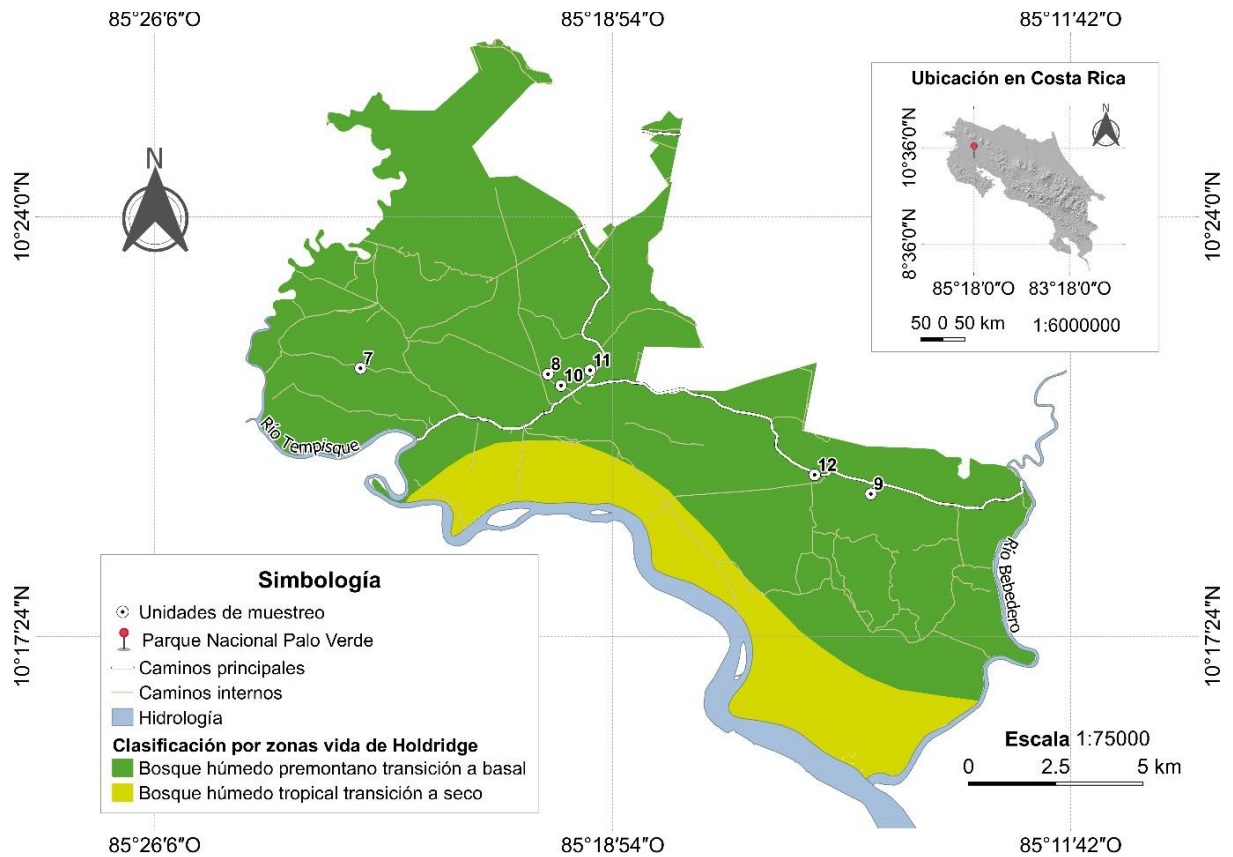 85°26′6″O
85°18′54″O
85°11′42″O
10°24′0″N
10°24′0″N
N
Ubicación en Costa Rica
10°36′0″N
8°36′0″N
85°18′0″O
83°18′0″O
50 0 50 km
1:6000000
7
8
10
11
12
9
Río Tempisque
Río Bebedero
Simbología
Unidades de muestreo
Parque Nacional Palo Verde
Caminos principales
Caminos internos
Hidrología
Clasificación por zonas vida de Holdridge
Bosque húmedo premontano transición a basal
Bosque húmedo tropical transición a seco
10°17′24″N
10°17′24″N
Escala 1:75000
0 2.5 5 km
85°26′6″O
85°18′54″O
85°11′42″O